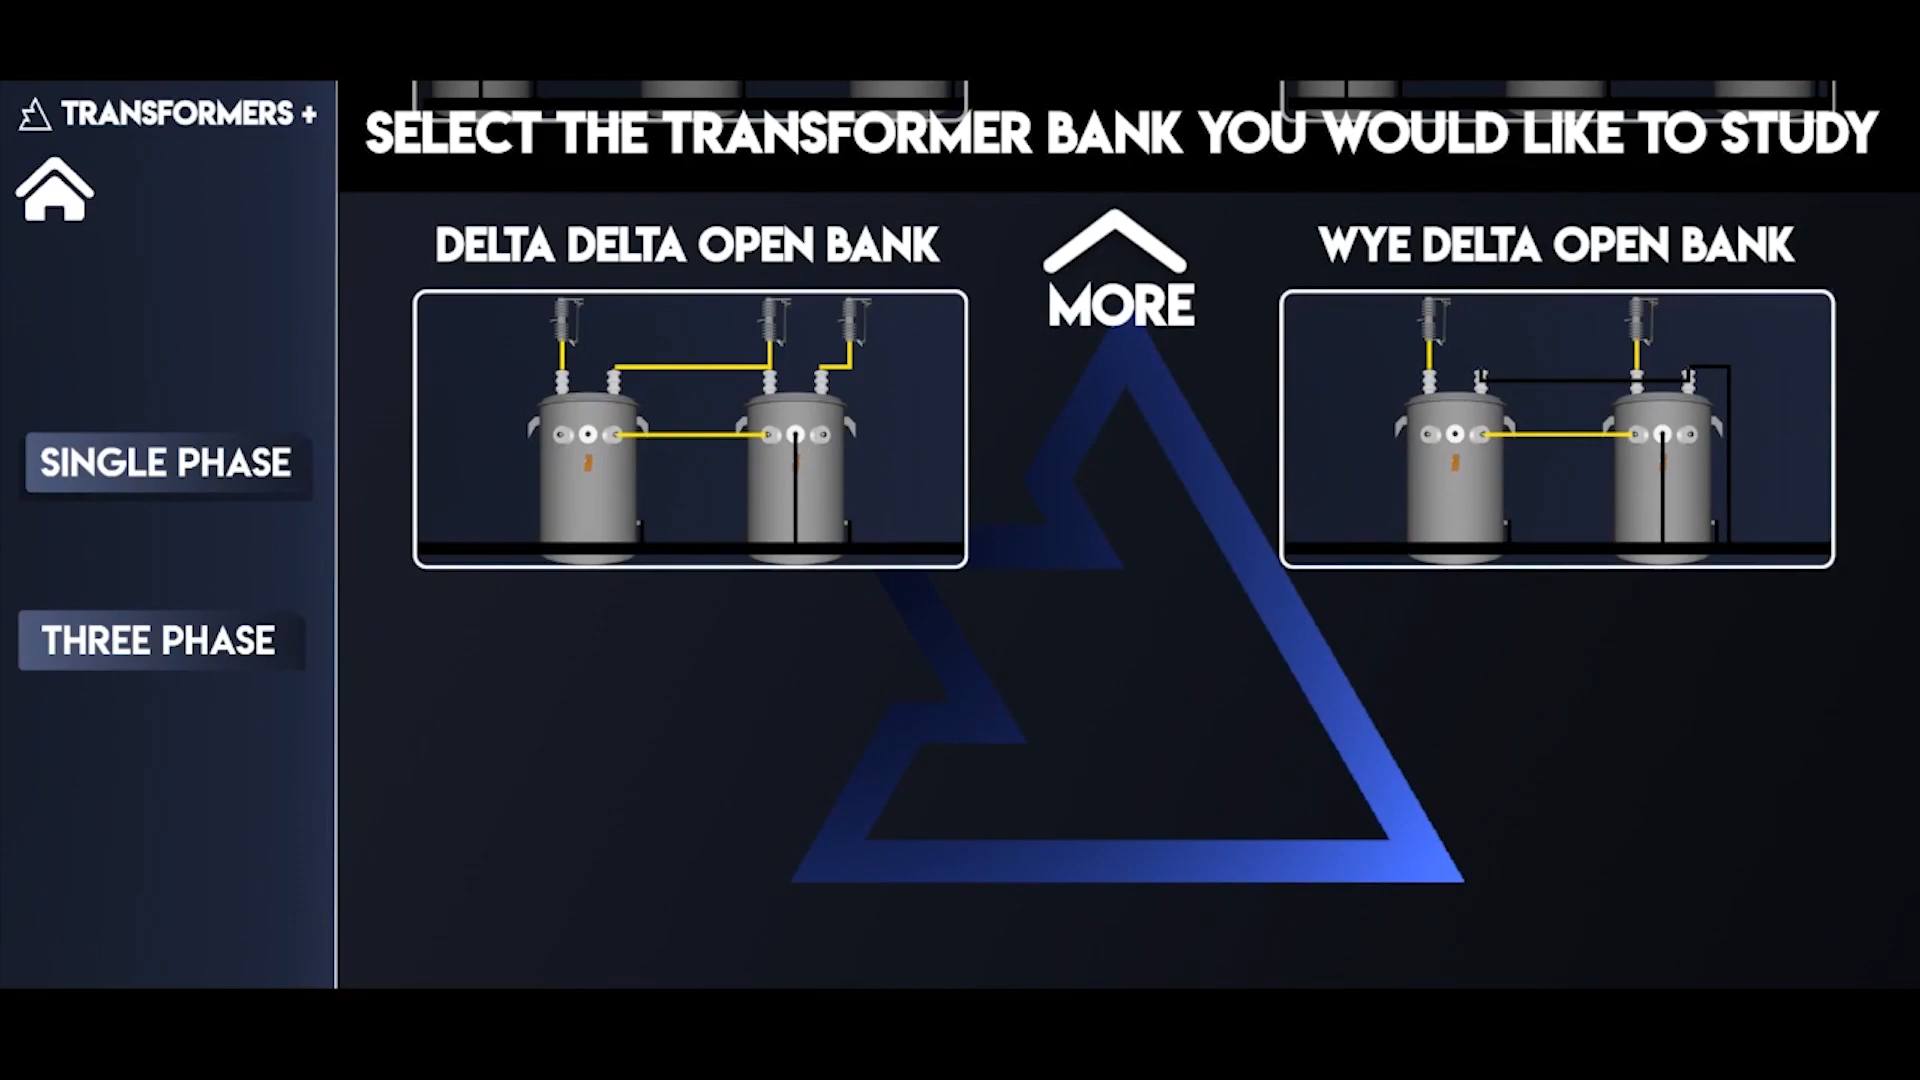 TRANSFORMERS +
SELECT THE TRANSFORMER BANK YOU WOULD LIKE TO STUDY
DELTA DELTA OPEN BANK
MORE
WYE DELTA OPEN BANK
SINGLE PHASE
THREE PHASE